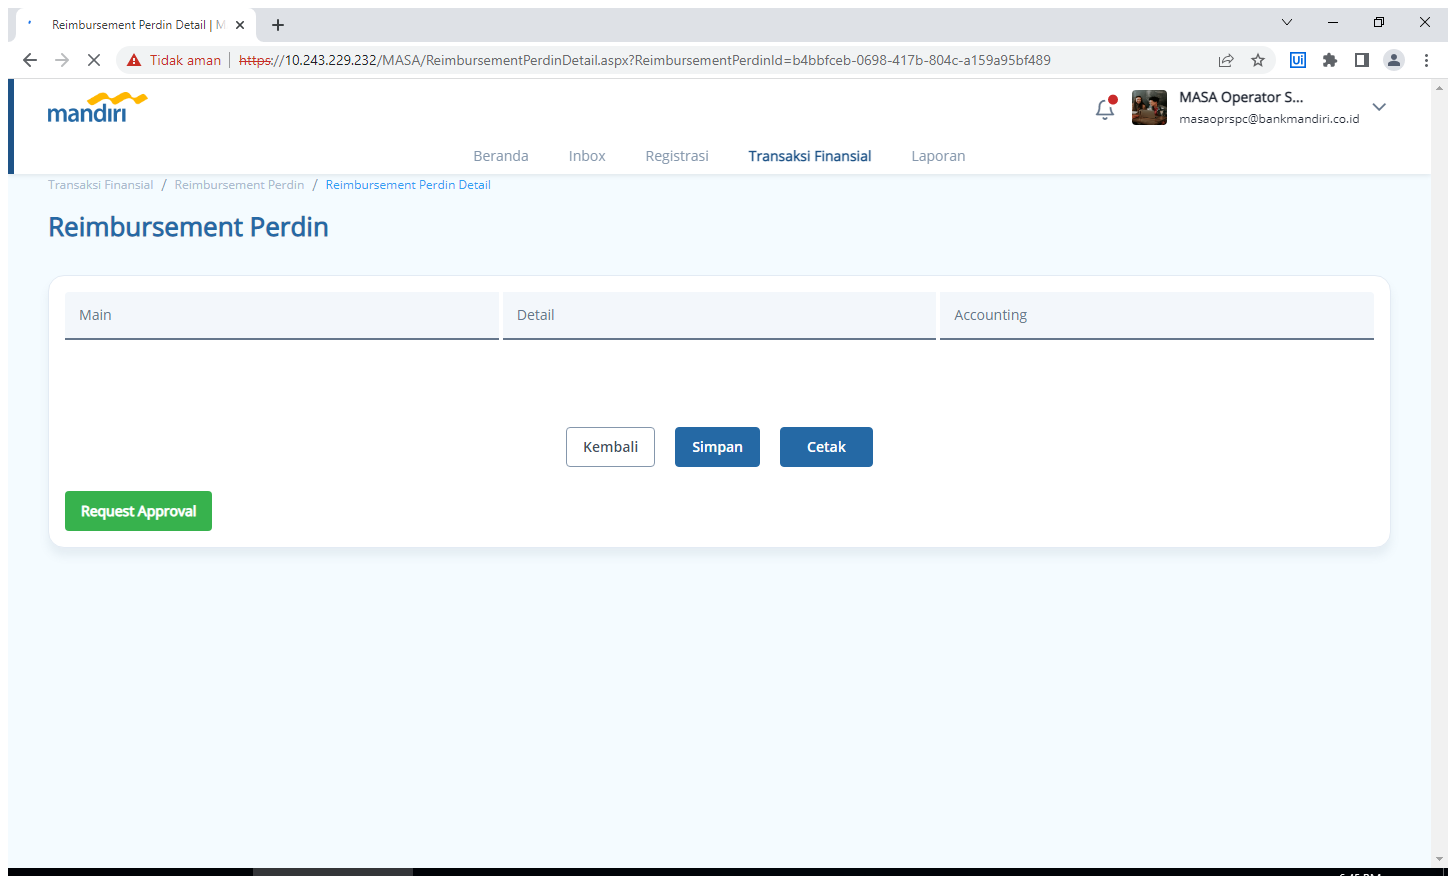 Reimbursement Perdin Detail | M
Tidak aman
https://10.243.229.232/MASA/ReimbursementPerdinDetail.aspx?ReimbursementPerdinId=b4bbfceb-0698-417b-804c-a159a95bf489
Ui
mandiri
MASA Operator S...
masaoprspc@bankmandiri.co.id
Beranda Inbox Registrasi Transaksi Finansial Laporan
Transaksi Finansial / Reimbursement Perdin / Reimbursement Perdin Detail
Reimbursement Perdin
Main Detail Accounting
Kembali Simpan Cetak
Request Approval